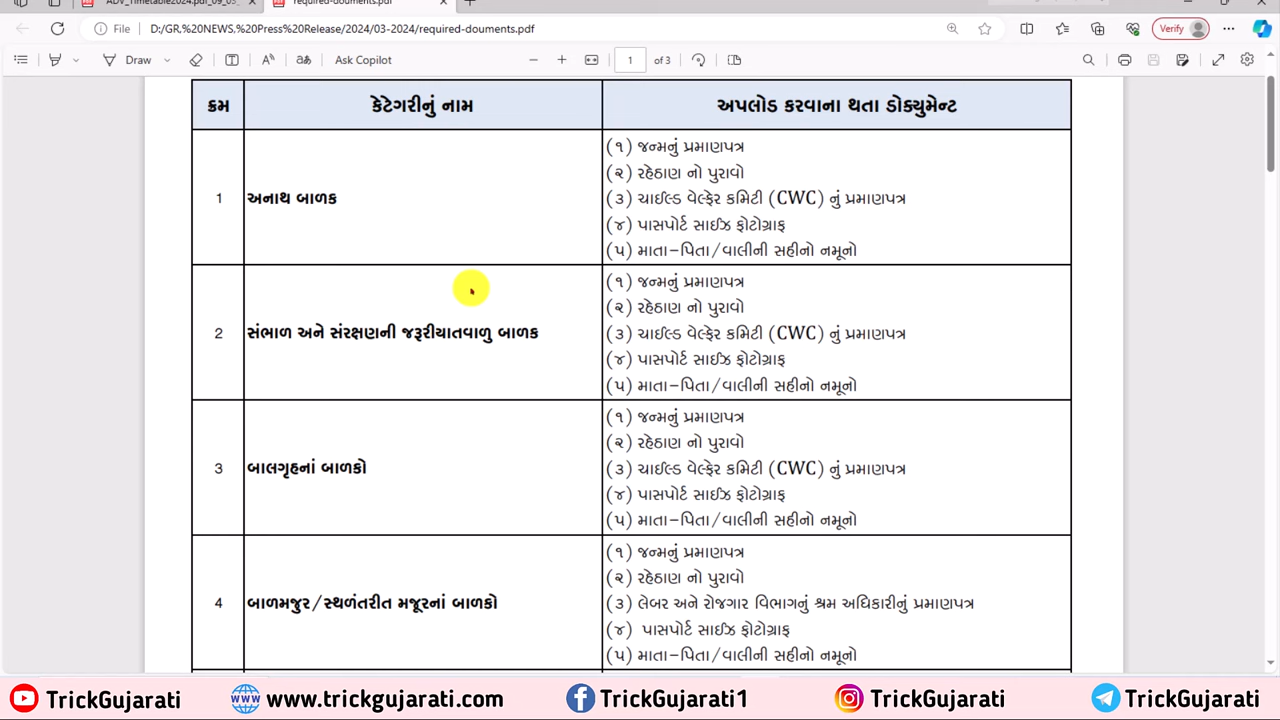 ADV_Timetable2024.pdf_09_03_
required-douments.pdf
File
D:/GR,%20NEWS,%20Press%20Release/2024/03-2024/required-douments.pdf
Verify
Draw
Ask Copilot
1 of 3
ક્રમ કેટેગરીનું નામ અપલોડ કરવાના થતા ડોક્યુમેન્ટ
1 અનાથ બાળક
(૧) જન્મનું પ્રમાણપત્ર
(૨) રહેઠાણ નો પુરાવો
(૩) ચાઈલ્ડ વેલ્ફેર કમિટી (CWC) નું પ્રમાણપત્ર
(૪) પાસપોર્ટ સાઈઝ ફોટોગ્રાફ
(૫) માતા-પિતા/વાલીની સહીનો નમૂનો
2 સંભાળ અને સંરક્ષણની જરૂરીયાતવાળુ બાળક
(૧) જન્મનું પ્રમાણપત્ર
(૨) રહેઠાણ નો પુરાવો
(૩) ચાઈલ્ડ વેલ્ફેર કમિટી (CWC) નું પ્રમાણપત્ર
(૪) પાસપોર્ટ સાઈઝ ફોટોગ્રાફ
(૫) માતા-પિતા/વાલીની સહીનો નમૂનો
3 બાલગૃહનાં બાળકો
(૧) જન્મનું પ્રમાણપત્ર
(૨) રહેઠાણ નો પુરાવો
(૩) ચાઈલ્ડ વેલ્ફેર કમિટી (CWC) નું પ્રમાણપત્ર
(૪) પાસપોર્ટ સાઈઝ ફોટોગ્રાફ
(૫) માતા-પિતા/વાલીની સહીનો નમૂનો
4 બાળમજુર/સ્થળંતરીત મજૂરનાં બાળકો
(૧) જન્મનું પ્રમાણપત્ર
(૨) રહેઠાણ નો પુરાવો
(૩) લેબર અને રોજગાર વિભાગનું શ્રમ અધિકારીનું પ્રમાણપત્ર
(૪) પાસપોર્ટ સાઈઝ ફોટોગ્રાફ
(૫) માતા-પિતા/વાલીની સહીનો નમૂનો
TrickGujarati www.trickgujarati.com TrickGujarati1 TrickGujarati TrickGujarati